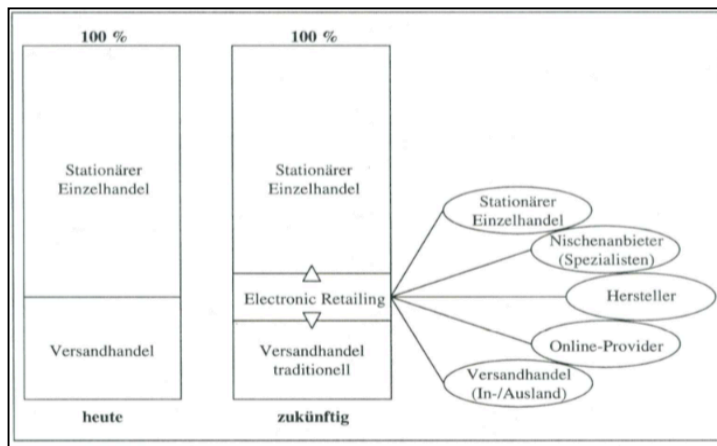 100 %
100 %
Stationärer
Einzelhandel
Stationärer
Einzelhandel
Stationärer
Einzelhandel
Nischenanbieter
(Spezialisten)
Electronic Retailing
Hersteller
Versandhandel
Versandhandel
traditionell
Online-Provider
Versandhandel
(In-/Ausland)
heute
zukünftig